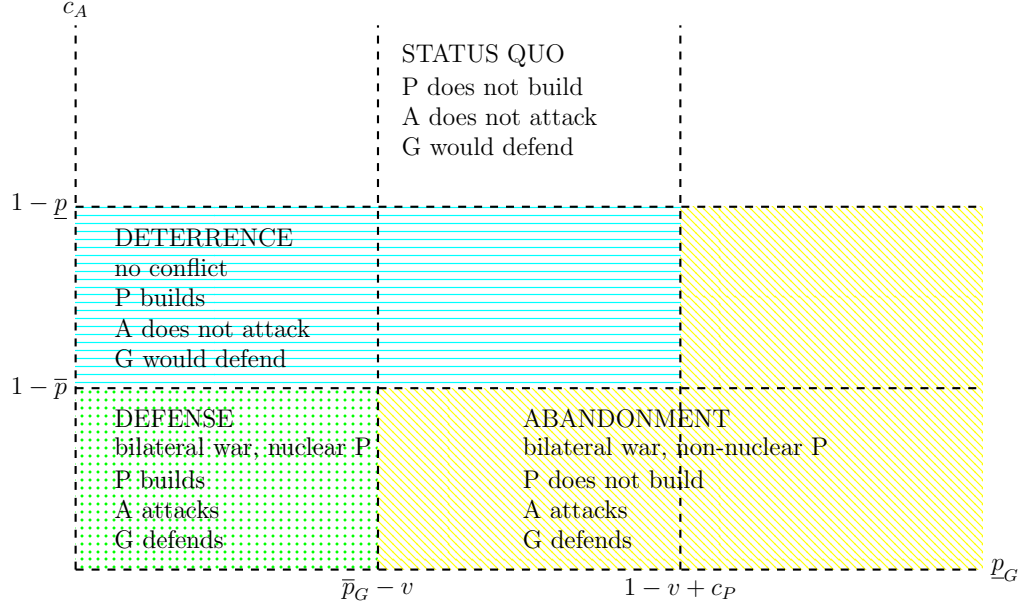 c_A
STATUS QUO
P does not build
A does not attack
G would defend
1 − p̲
DETERRENCE
no conflict
P builds
A does not attack
G would defend
1 − p̅
DEFENSE
bilateral war, nuclear P
P builds
A attacks
G defends
ABANDONMENT
bilateral war, non-nuclear P
P does not build
A attacks
G defends
p̅_G − v
1 − v + c_P
p̲_G